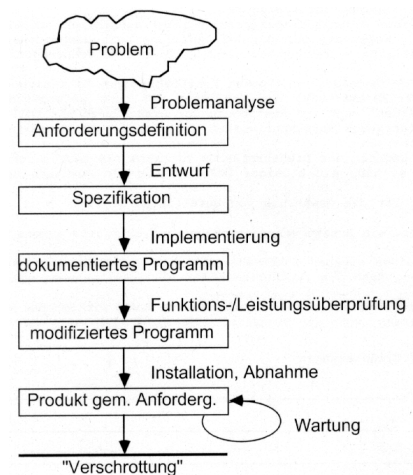 Problem
Problemanalyse
Anforderungsdefinition
Entwurf
Spezifikation
Implementierung
dokumentiertes Programm
Funktions-/Leistungsüberprüfung
modifiziertes Programm
Installation, Abnahme
Produkt gem. Anforderg.
Wartung
"Verschrottung"